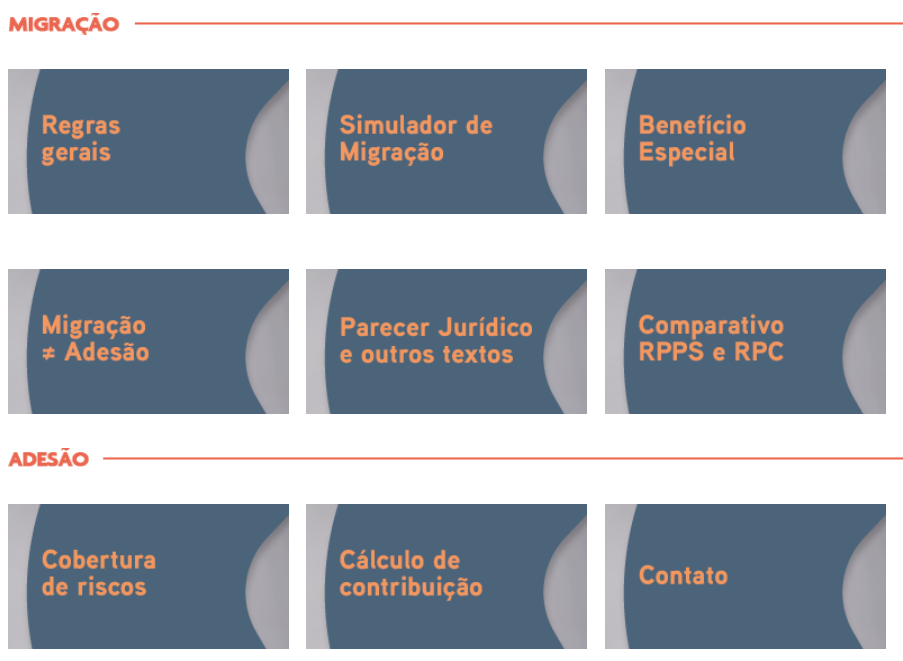 MIGRAÇÃO
Regras
gerais
Simulador de
Migração
Benefício
Especial
Migração
≠ Adesão
Parecer Jurídico
e outros textos
Comparativo
RPPS e RPC
ADESÃO
Cobertura
de riscos
Cálculo de
contribuição
Contato